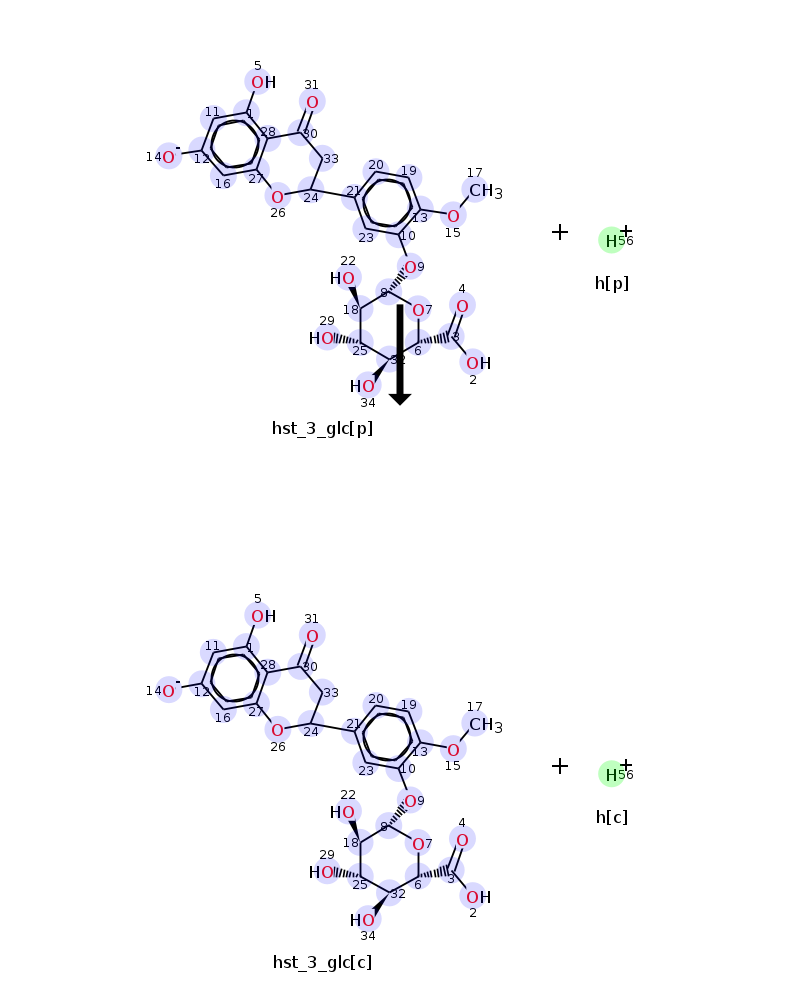 5
OH
31
O
11
1
28
30
20
19
17
CH3
14O-
12
33
27
16
O
26
24
21
13
O
15
23
10
22
HO
O9
+
H56+
h[p]
8
4
O
18
O7
29
HO
3
25
32
6
OH
2
HO
34
hst_3_glc[p]
5
OH
31
O
11
1
28
30
20
19
17
CH3
14O-
12
33
27
16
O
26
24
21
13
O
15
23
10
22
HO
O9
+
H56+
h[c]
8
4
O
18
O7
29
HO
3
25
32
6
OH
2
HO
34
hst_3_glc[c]